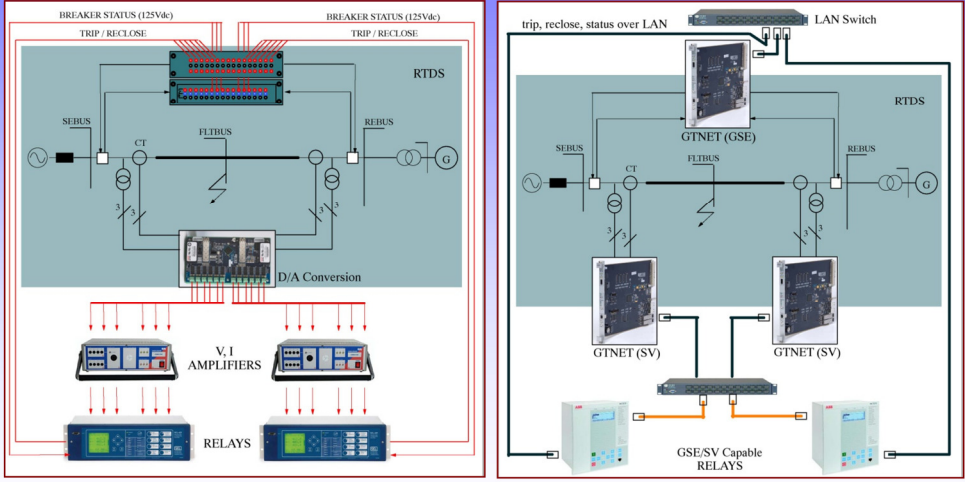 BREAKER STATUS (125Vdc)
BREAKER STATUS (125Vdc)
TRIP / RECLOSE
TRIP / RECLOSE
RTDS
SEBUS
REBUS
FLTBUS
CT
G
3
3
3
3
D/A Conversion
V, I
AMPLIFIERS
RELAYS
trip, reclose, status over LAN
LAN Switch
RTDS
GTNET (GSE)
SEBUS
REBUS
FLTBUS
CT
G
3
3
3
3
GTNET (SV)
GTNET (SV)
ABB
GSE/SV Capable
RELAYS